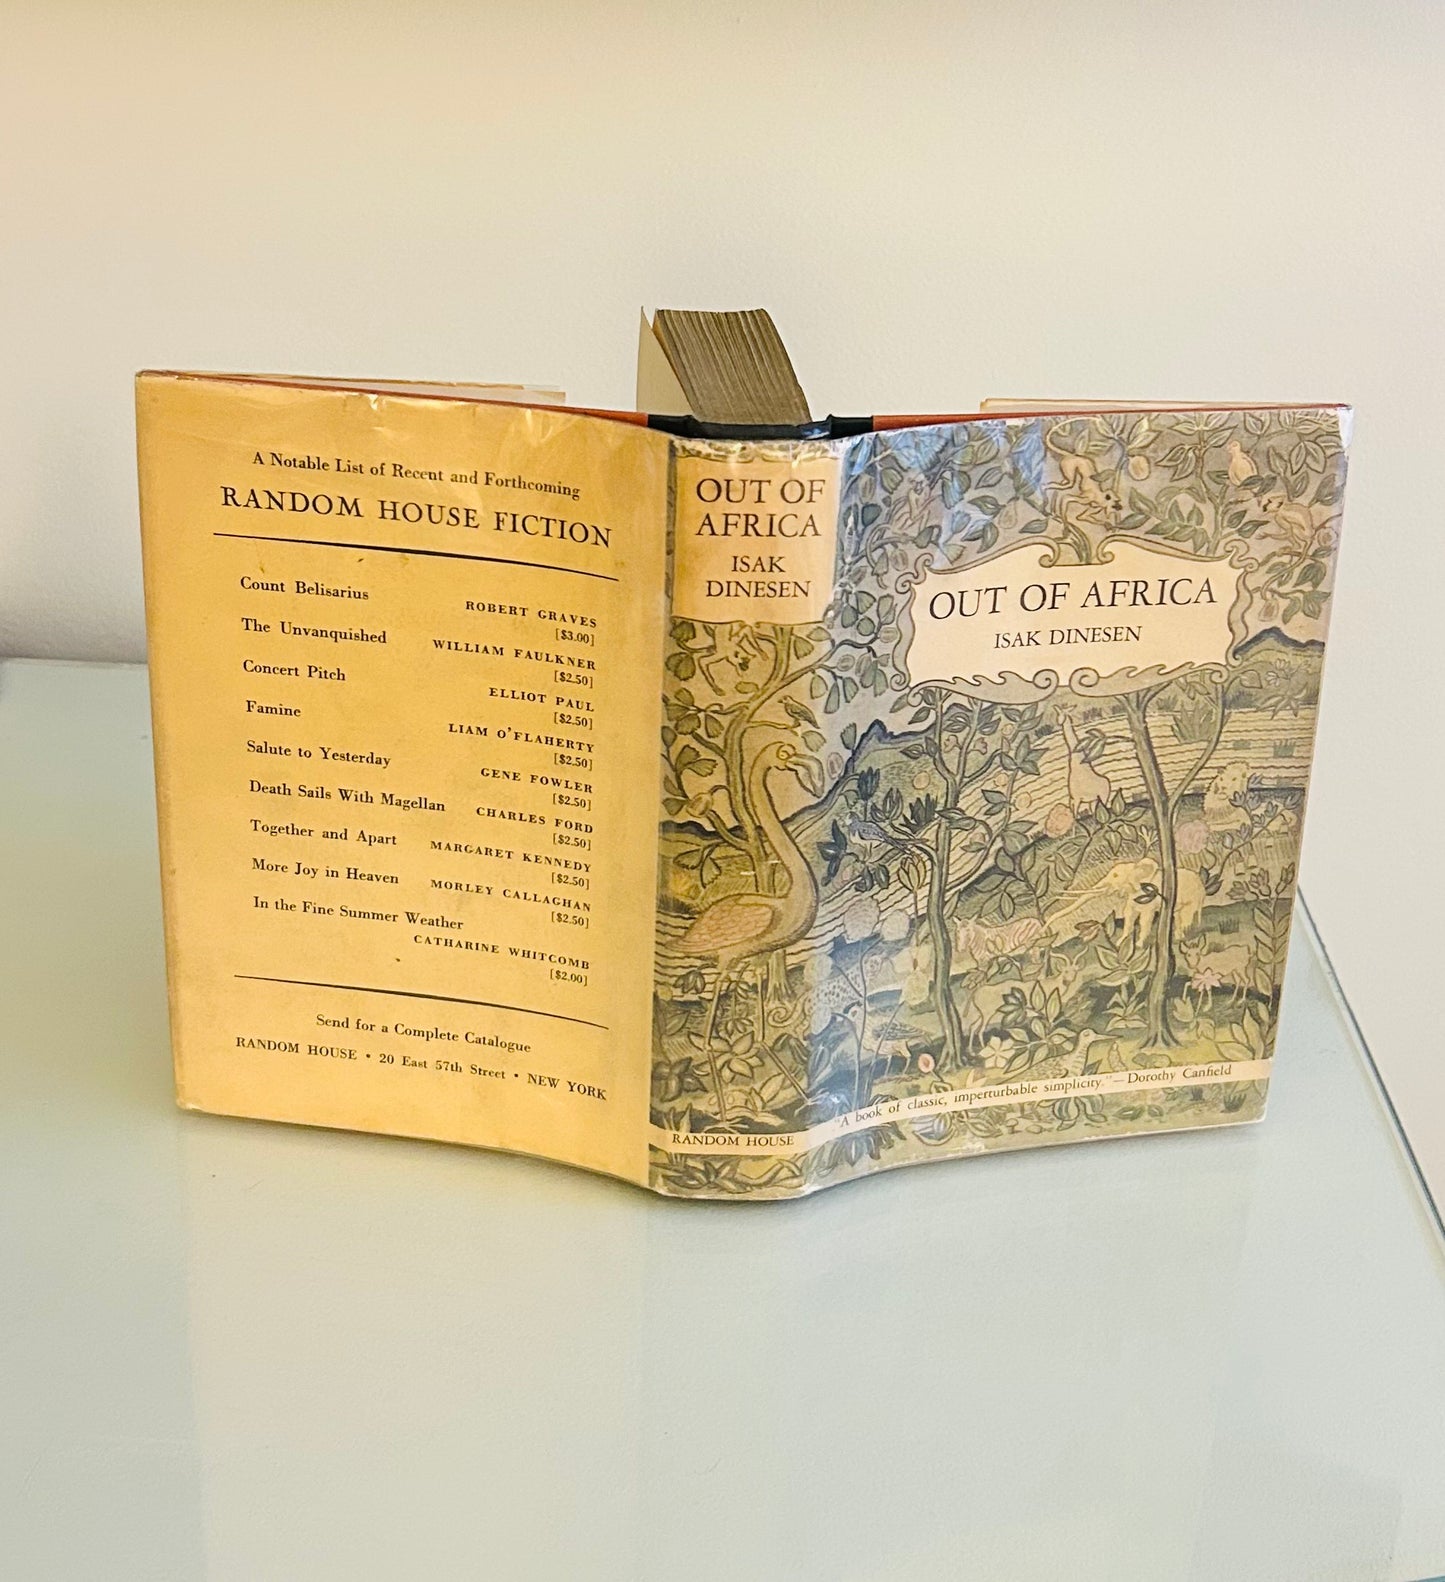 A Notable List of Recent and Forthcoming
RANDOM HOUSE FICTION
Count Belisarius
ROBERT GRAVES
[$3.00]
The Unvanquished
WILLIAM FAULKNER
[$2.50]
Concert Pitch
ELLIOT PAUL
[$2.50]
Famine
LIAM O'FLAHERTY
[$2.50]
Salute to Yesterday
GENE FOWLER
[$2.50]
Death Sails With Magellan
CHARLES FORD
[$2.50]
Together and Apart
MARGARET KENNEDY
[$2.50]
More Joy in Heaven
MORLEY CALLAGHAN
[$2.50]
In the Fine Summer Weather
CATHARINE WHITCOMB
[$2.00]
Send for a Complete Catalogue
RANDOM HOUSE • 20 East 57th Street • NEW YORK
OUT OF
AFRICA
ISAK
DINESEN
RANDOM HOUSE
OUT OF AFRICA
ISAK DINESEN
"A book of classic, imperturbable simplicity."—Dorothy Canfield